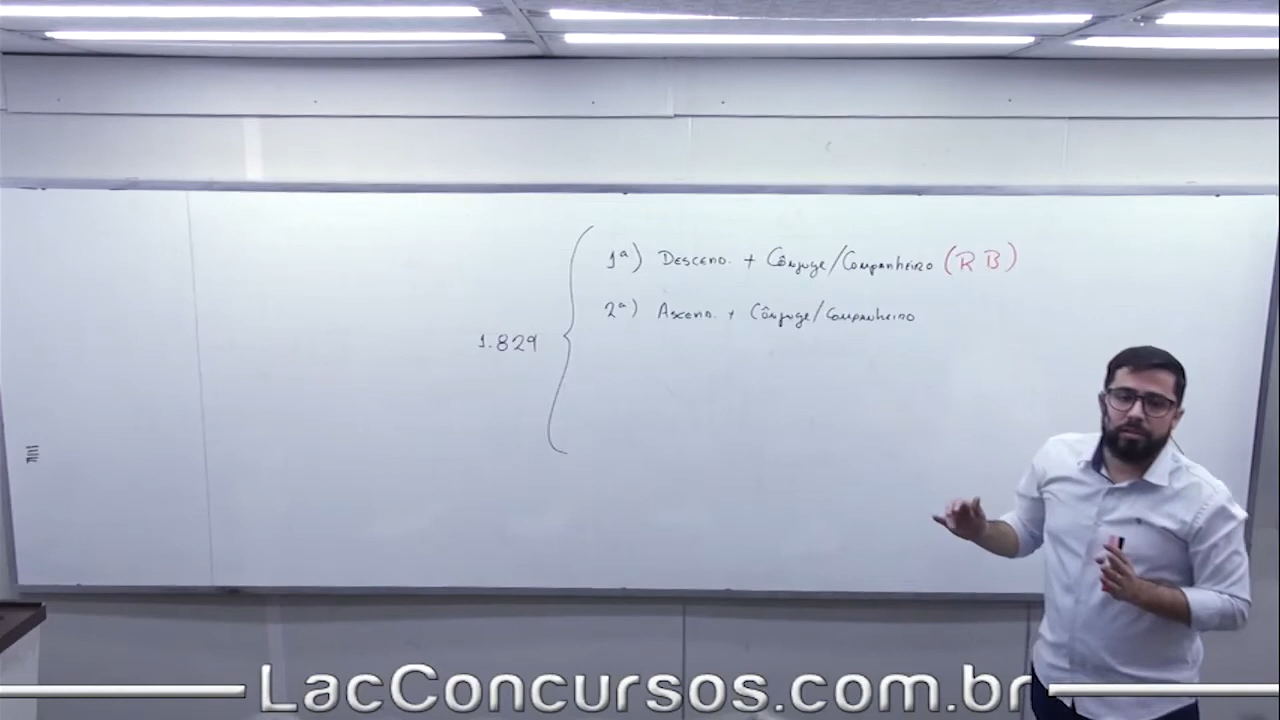 1ª) Descend. + Cônjuge/Companheiro (RB)
2ª) Ascend. + Cônjuge/Companheiro
1.829
LacConcursos.com.br